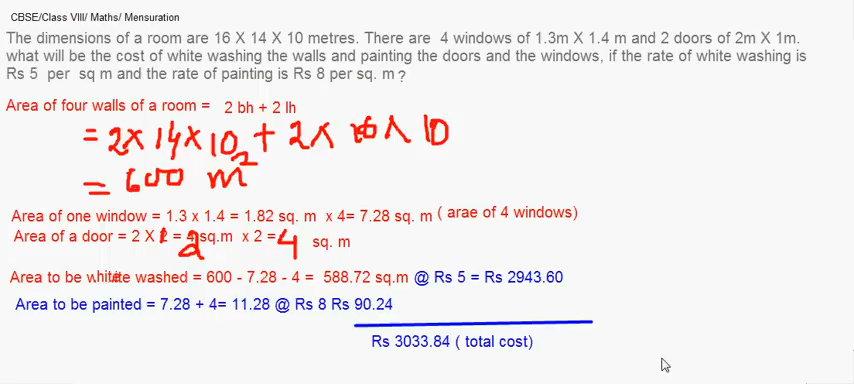 CBSE/Class VIII/ Maths/ Mensuration
The dimensions of a room are 16 X 14 X 10 metres. There are 4 windows of 1.3m X 1.4 m and 2 doors of 2m X 1m.
what will be the cost of white washing the walls and painting the doors and the windows, if the rate of white washing is
Rs 5 per sq m and the rate of painting is Rs 8 per sq. m ?
Area of four walls of a room = 2 bh + 2 lh
= 2 X 14 X 10 + 2 X 16 X 10
= 600 m²
Area of one window = 1.3 x 1.4 = 1.82 sq. m x 4= 7.28 sq. m ( arae of 4 windows)
Area of a door = 2 X 1 = 2 sq.m x 2 = 4 sq. m
Area to be white washed = 600 - 7.28 - 4 = 588.72 sq.m @ Rs 5 = Rs 2943.60
Area to be painted = 7.28 + 4= 11.28 @ Rs 8 Rs 90.24
Rs 3033.84 ( total cost)